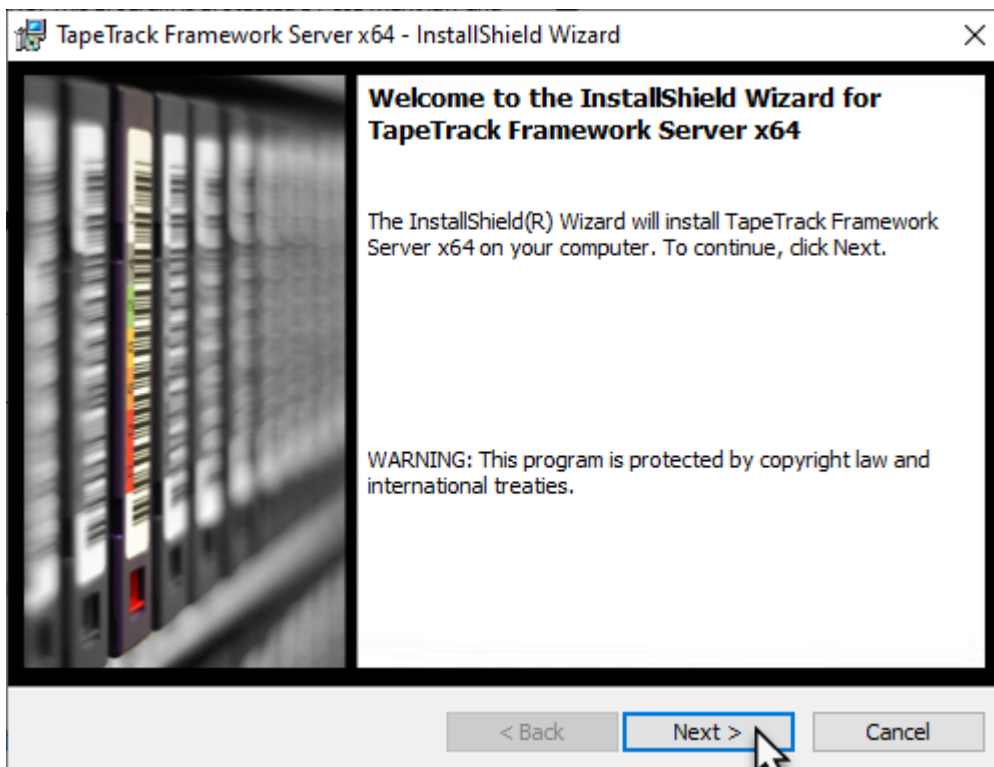 TapeTrack Framework Server x64 - InstallShield Wizard
Welcome to the InstallShield Wizard for
TapeTrack Framework Server x64
The InstallShield(R) Wizard will install TapeTrack Framework
Server x64 on your computer. To continue, click Next.
WARNING: This program is protected by copyright law and
international treaties.
< Back
Next >
Cancel